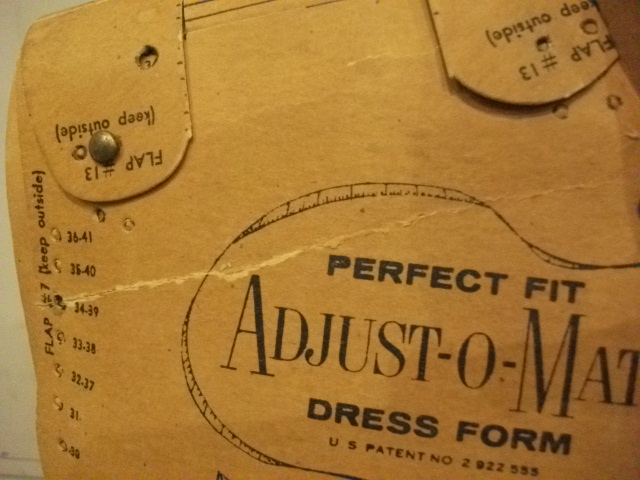 (keep outside)
FLAP #13
(keep outside)
FLAP #13
FLAP #7 (keep outside)
36-41
35-40
34-39
33-38
32-37
31
30
PERFECT FIT
ADJUST-O-MAT
DRESS FORM
U S PATENT NO 2 922 555